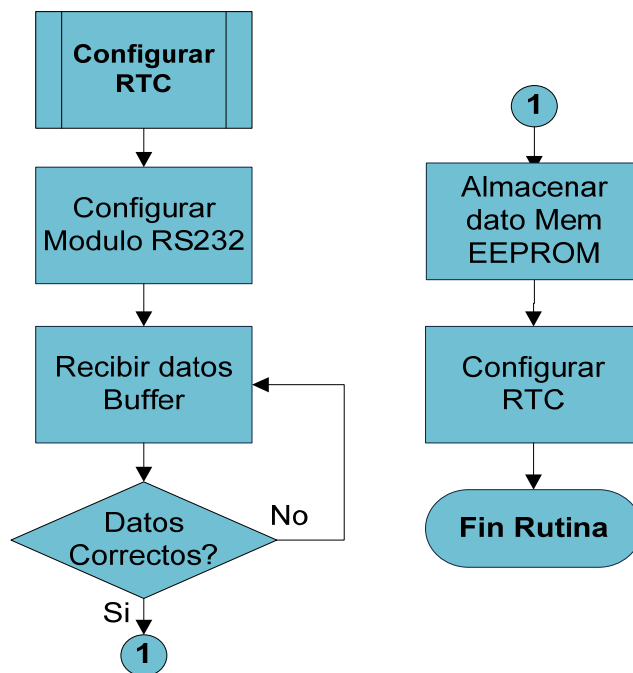 Configurar
RTC
Configurar
Modulo RS232
Recibir datos
Buffer
Datos
Correctos?
No
Si
1
1
Almacenar
dato Mem
EEPROM
Configurar
RTC
Fin Rutina